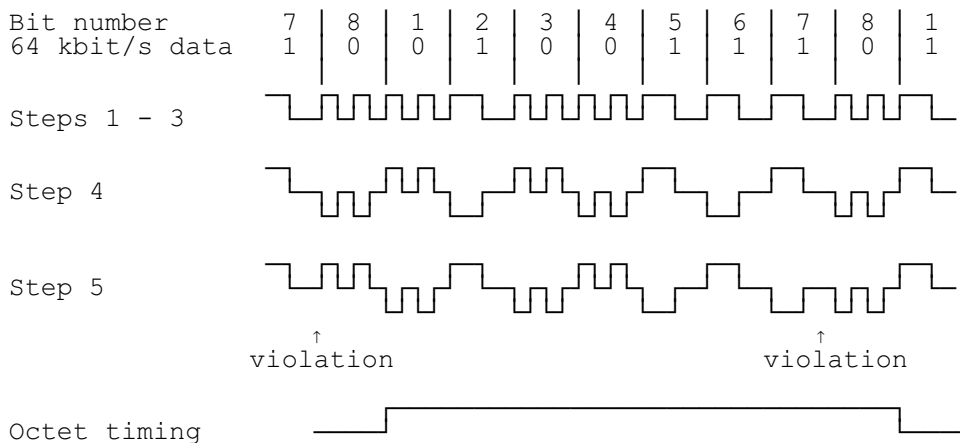 Bit number 7 8 1 2 3 4 5 6 7 8 1
64 kbit/s data 1 0 0 1 0 0 1 1 1 0 1
Steps 1 - 3
Step 4
Step 5
↑ ↑
violation violation
Octet timing